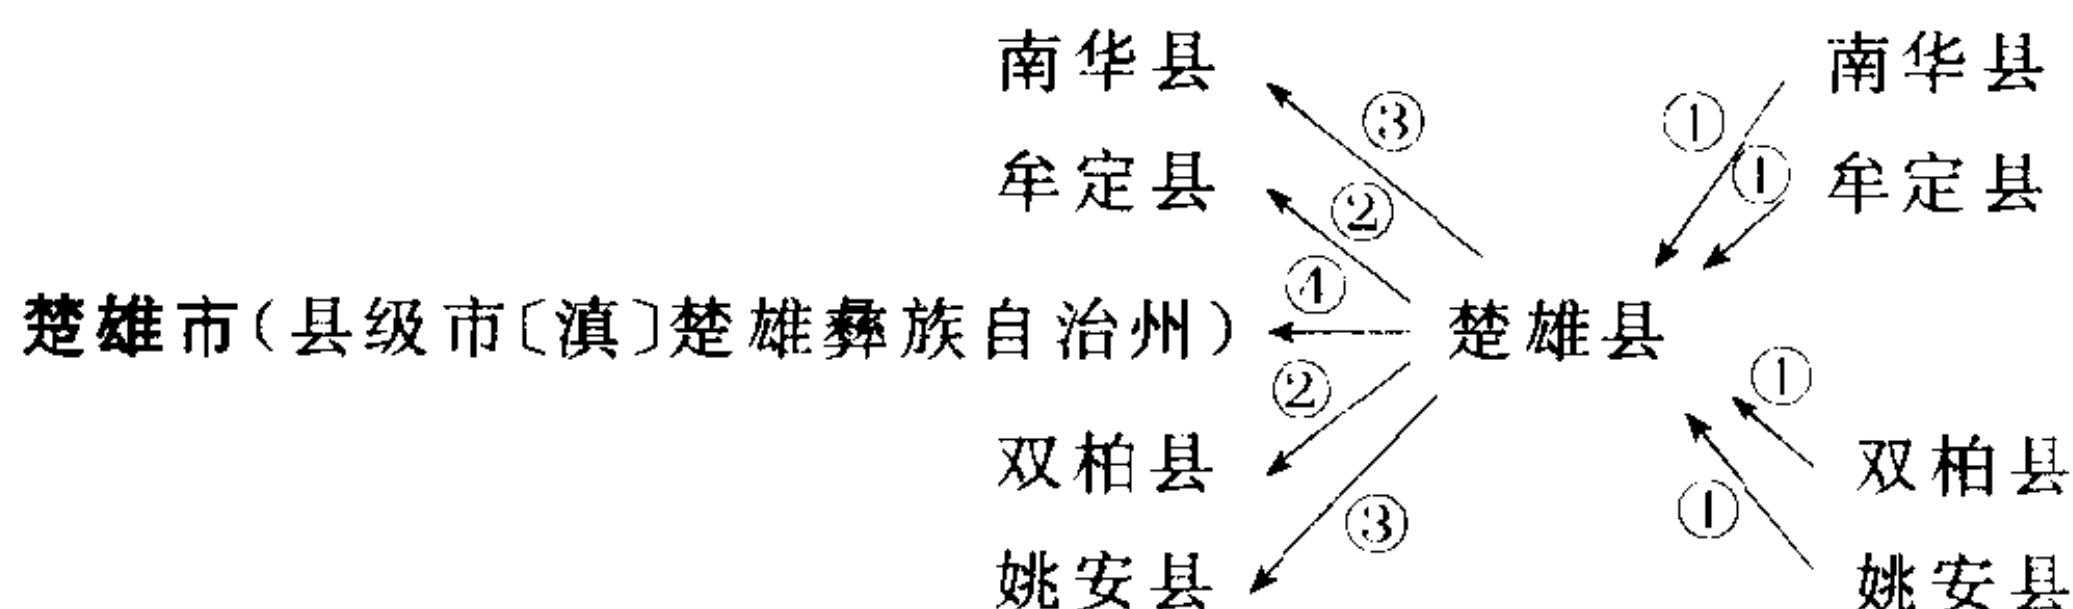 南华县 ③ ① 南华县
牟定县 ② ① 牟定县
④
楚雄市(县级市〔滇〕楚雄彝族自治州) 楚雄县
② ①
双柏县 双柏县
③ ①
姚安县 姚安县